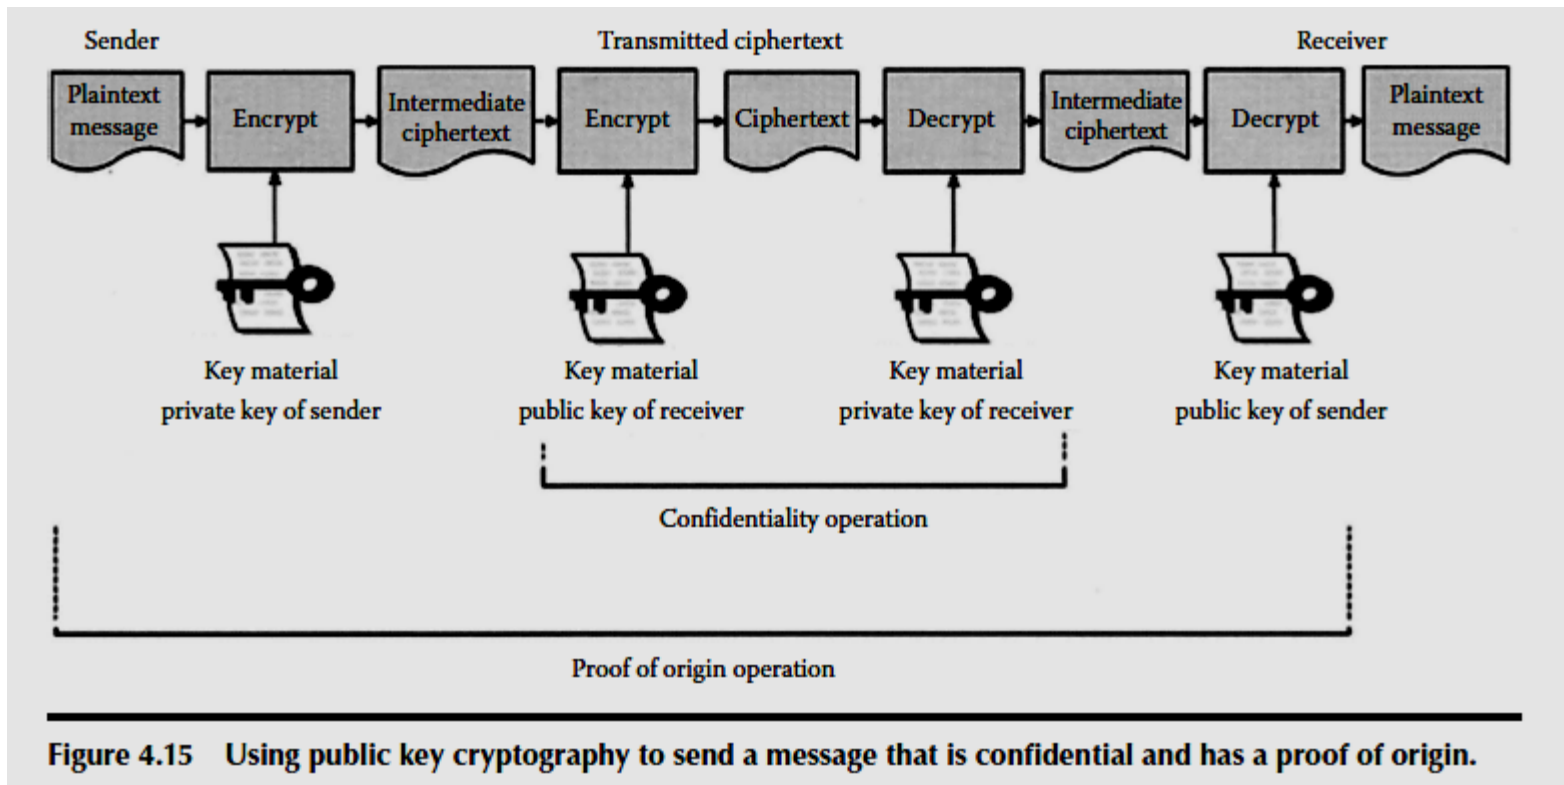 Sender
Transmitted ciphertext
Receiver
Plaintext
message
Encrypt
Intermediate
ciphertext
Encrypt
Ciphertext
Decrypt
Intermediate
ciphertext
Decrypt
Plaintext
message
Key material
private key of sender
Key material
public key of receiver
Key material
private key of receiver
Key material
public key of sender
Confidentiality operation
Proof of origin operation
Figure 4.15 Using public key cryptography to send a message that is confidential and has a proof of origin.